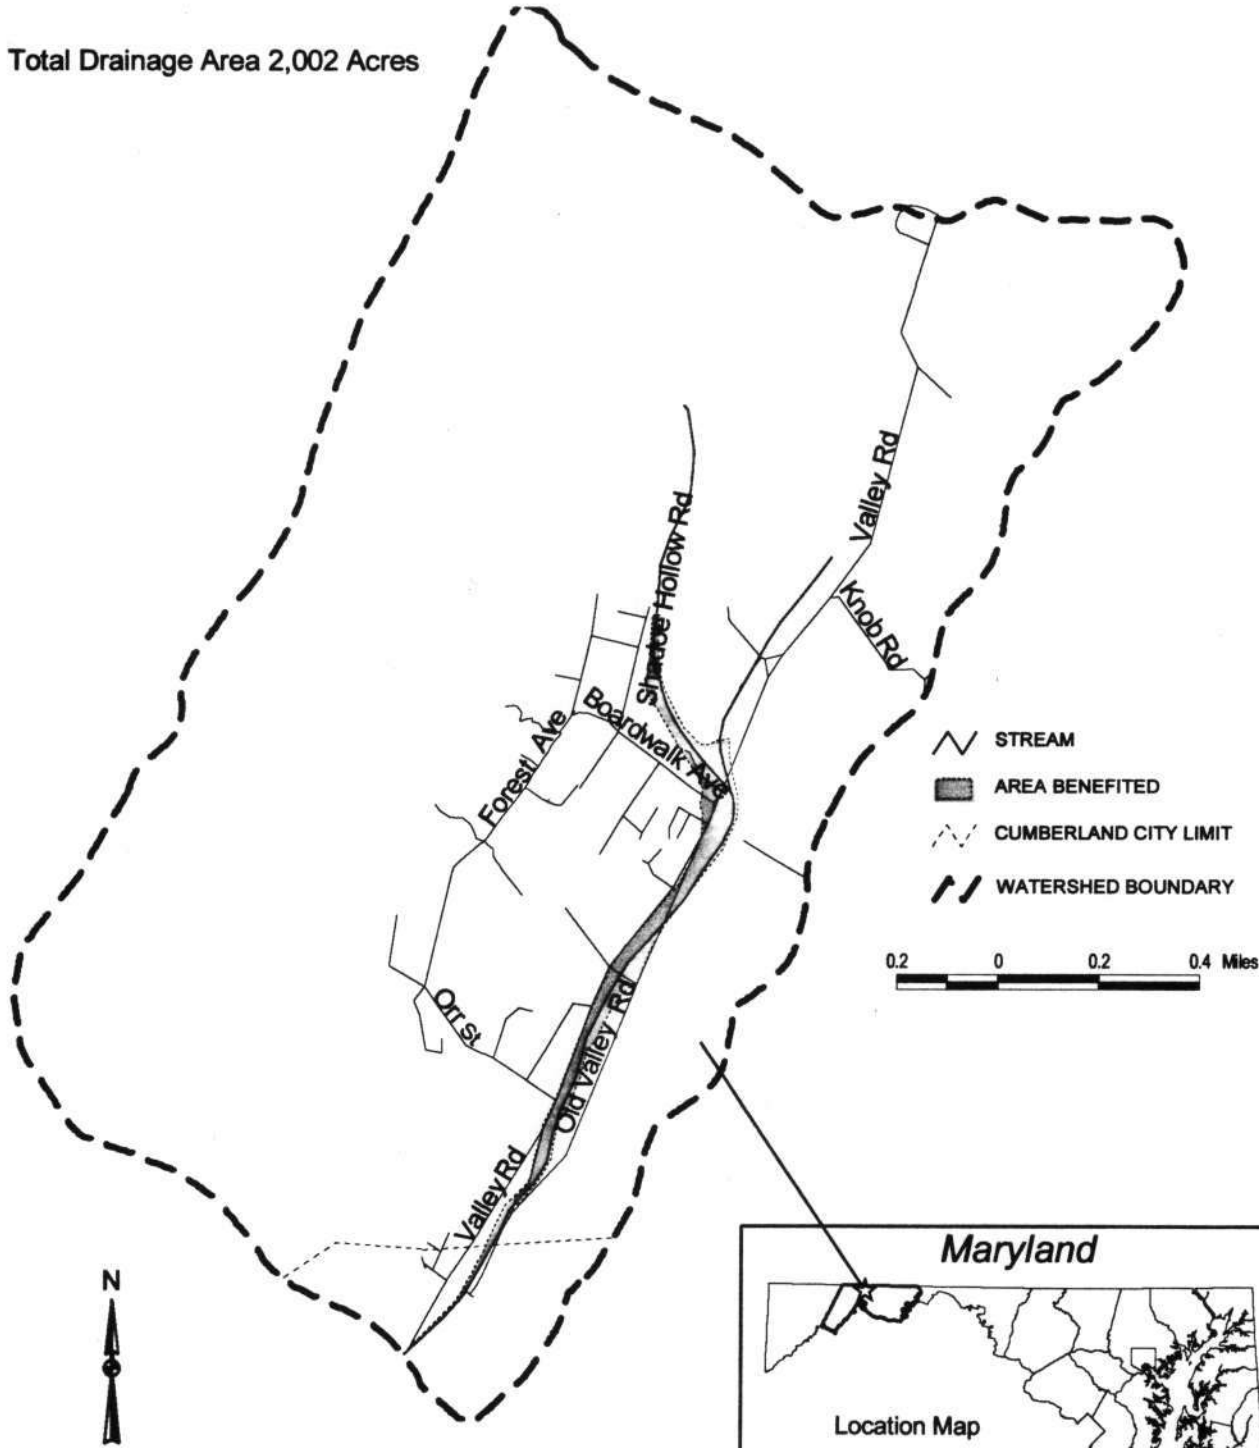 Total Drainage Area 2,002 Acres
Valley Rd
Shadoe Hollow Rd
Knob Rd
Boardwalk Ave
Forest Ave
STREAM
AREA BENEFITED
CUMBERLAND CITY LIMIT
WATERSHED BOUNDARY
0.2 0 0.2 0.4 Miles
Orr St
Old Valley Rd
Valley Rd
N
Maryland
Location Map